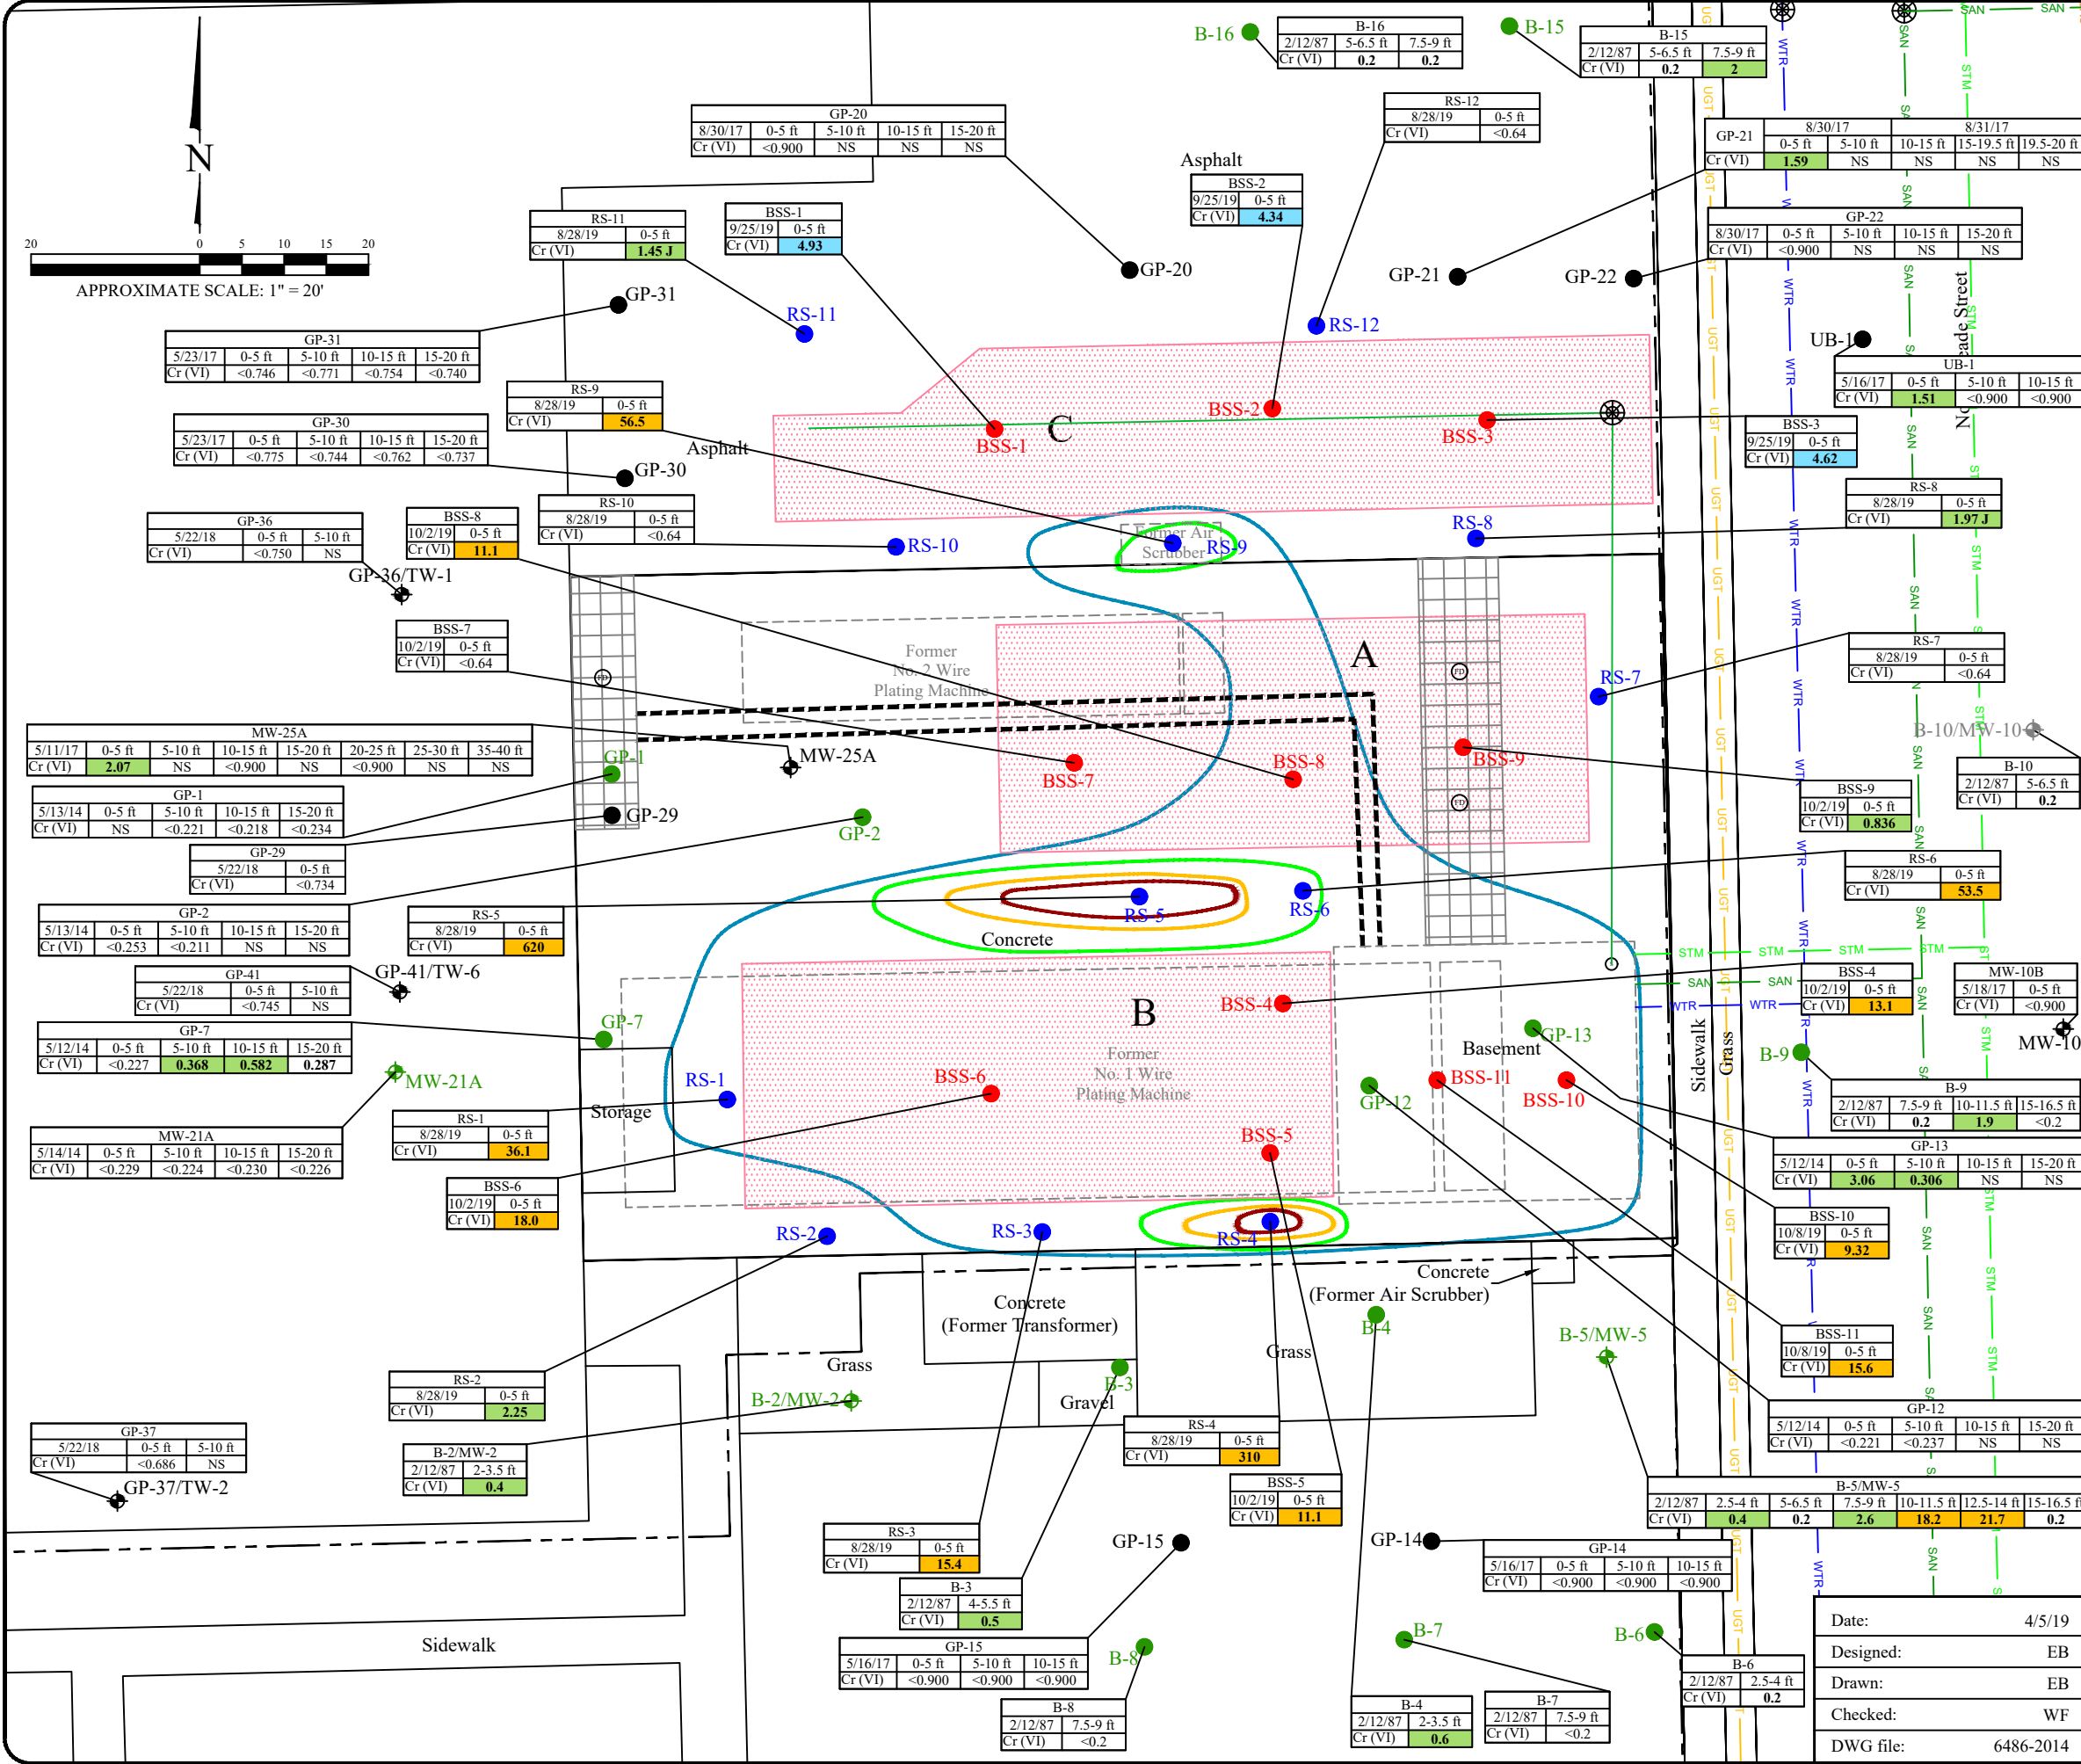 B-16
B-16
2/12/87 5-6.5 ft 7.5-9 ft
Cr (VI) 0.2 0.2
B-15
B-15
2/12/87 5-6.5 ft 7.5-9 ft
Cr (VI) 0.2 2
GP-20
8/30/17 0-5 ft 5-10 ft 10-15 ft 15-20 ft
Cr (VI) <0.900 NS NS NS
RS-12
8/28/19 0-5 ft
Cr (VI) <0.64
GP-21 8/30/17 8/31/17
0-5 ft 5-10 ft 10-15 ft 15-19.5 ft 19.5-20 ft
Cr (VI) 1.59 NS NS NS NS
N
Asphalt
BSS-2
9/25/19 0-5 ft
Cr (VI) 4.34
RS-11
8/28/19 0-5 ft
Cr (VI) 1.45 J
BSS-1
9/25/19 0-5 ft
Cr (VI) 4.93
GP-22
8/30/17 0-5 ft 5-10 ft 10-15 ft 15-20 ft
Cr (VI) <0.900 NS NS NS
20 0 5 10 15 20
APPROXIMATE SCALE: 1" = 20'
GP-20
GP-21
GP-22
GP-31
RS-11
RS-12
UB-1
GP-31
5/23/17 0-5 ft 5-10 ft 10-15 ft 15-20 ft
Cr (VI) <0.746 <0.771 <0.754 <0.740
UB-1
5/16/17 0-5 ft 5-10 ft 10-15 ft
Cr (VI) 1.51 <0.900 <0.900
RS-9
8/28/19 0-5 ft
Cr (VI) 56.5
GP-30
5/23/17 0-5 ft 5-10 ft 10-15 ft 15-20 ft
Cr (VI) <0.775 <0.744 <0.762 <0.737
BSS-2
BSS-1
C
BSS-3
BSS-3
9/25/19 0-5 ft
Cr (VI) 4.62
Asphalt
GP-30
RS-8
8/28/19 0-5 ft
Cr (VI) 1.97 J
RS-10
8/28/19 0-5 ft
Cr (VI) <0.64
GP-36
5/22/18 0-5 ft 5-10 ft
Cr (VI) <0.750 NS
BSS-8
10/2/19 0-5 ft
Cr (VI) 11.1
RS-10
Former Air
Scrubber
RS-9
RS-8
GP-36/TW-1
BSS-7
10/2/19 0-5 ft
Cr (VI) <0.64
Former
No. 2 Wire
Plating Machine
A
FD
FD
FD
RS-7
RS-7
8/28/19 0-5 ft
Cr (VI) <0.64
B-10/MW-10
MW-25A
5/11/17 0-5 ft 5-10 ft 10-15 ft 15-20 ft 20-25 ft 25-30 ft 35-40 ft
Cr (VI) 2.07 NS <0.900 NS <0.900 NS NS
GP-1
MW-25A
BSS-7
BSS-8
BSS-9
B-10
2/12/87 5-6.5 ft
Cr (VI) 0.2
GP-1
5/13/14 0-5 ft 5-10 ft 10-15 ft 15-20 ft
Cr (VI) NS <0.221 <0.218 <0.234
BSS-9
10/2/19 0-5 ft
Cr (VI) 0.836
GP-29
GP-2
GP-29
5/22/18 0-5 ft
Cr (VI) <0.734
RS-6
8/28/19 0-5 ft
Cr (VI) 53.5
GP-2
5/13/14 0-5 ft 5-10 ft 10-15 ft 15-20 ft
Cr (VI) <0.253 <0.211 NS NS
RS-5
8/28/19 0-5 ft
Cr (VI) 620
RS-5
RS-6
Concrete
GP-41
5/22/18 0-5 ft 5-10 ft
Cr (VI) <0.745 NS
GP-41/TW-6
BSS-4
BSS-4
10/2/19 0-5 ft
Cr (VI) 13.1
MW-10B
5/18/17 0-5 ft
Cr (VI) <0.900
B
GP-7
5/12/14 0-5 ft 5-10 ft 10-15 ft 15-20 ft
Cr (VI) <0.227 0.368 0.582 0.287
GP-7
GP-13
Basement
MW-10
B-9
Former
No. 1 Wire
Plating Machine
MW-21A
RS-1
BSS-6
GP-12
BSS-11
BSS-10
Sidewalk
Grass
Storage
RS-1
8/28/19 0-5 ft
Cr (VI) 36.1
B-9
2/12/87 7.5-9 ft 10-11.5 ft 15-16.5 ft
Cr (VI) 0.2 1.9 <0.2
MW-21A
5/14/14 0-5 ft 5-10 ft 10-15 ft 15-20 ft
Cr (VI) <0.229 <0.224 <0.230 <0.226
BSS-5
GP-13
5/12/14 0-5 ft 5-10 ft 10-15 ft 15-20 ft
Cr (VI) 3.06 0.306 NS NS
BSS-6
10/2/19 0-5 ft
Cr (VI) 18.0
BSS-10
10/8/19 0-5 ft
Cr (VI) 9.32
RS-2
RS-3
RS-4
Concrete
(Former Air Scrubber)
Concrete
(Former Transformer)
B-4
B-5/MW-5
BSS-11
10/8/19 0-5 ft
Cr (VI) 15.6
Grass
Grass
B-3
Gravel
RS-2
8/28/19 0-5 ft
Cr (VI) 2.25
B-2/MW-2
GP-12
5/12/14 0-5 ft 5-10 ft 10-15 ft 15-20 ft
Cr (VI) <0.221 <0.237 NS NS
RS-4
8/28/19 0-5 ft
Cr (VI) 310
GP-37
5/22/18 0-5 ft 5-10 ft
Cr (VI) <0.686 NS
B-2/MW-2
2/12/87 2-3.5 ft
Cr (VI) 0.4
BSS-5
10/2/19 0-5 ft
Cr (VI) 11.1
B-5/MW-5
2/12/87 2.5-4 ft 5-6.5 ft 7.5-9 ft 10-11.5 ft 12.5-14 ft 15-16.5 ft
Cr (VI) 0.4 0.2 2.6 18.2 21.7 0.2
GP-37/TW-2
RS-3
8/28/19 0-5 ft
Cr (VI) 15.4
GP-15
GP-14
GP-14
5/16/17 0-5 ft 5-10 ft 10-15 ft
Cr (VI) <0.900 <0.900 <0.900
B-3
2/12/87 4-5.5 ft
Cr (VI) 0.5
Sidewalk
GP-15
5/16/17 0-5 ft 5-10 ft 10-15 ft
Cr (VI) <0.900 <0.900 <0.900
B-8
B-7
B-6
B-6
2/12/87 2.5-4 ft
Cr (VI) 0.2
B-8
2/12/87 7.5-9 ft
Cr (VI) <0.2
B-4
2/12/87 2-3.5 ft
Cr (VI) 0.6
B-7
2/12/87 7.5-9 ft
Cr (VI) <0.2
Date: 4/5/19
Designed: EB
Drawn: EB
Checked: WF
DWG file: 6486-2014